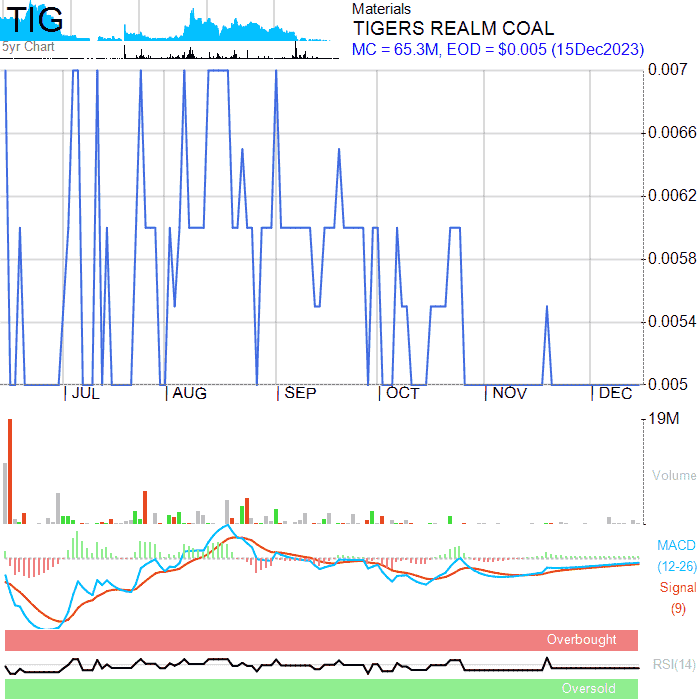 TIG
5yr Chart
Materials
TIGERS REALM COAL
MC = 65.3M, EOD = $0.005 (15Dec2023)
0.007
0.0066
0.0062
0.0058
0.0054
0.005
JUL AUG SEP OCT NOV DEC
19M
Volume
MACD
(12-26)
Signal
(9)
Overbought
RSI(14)
Oversold